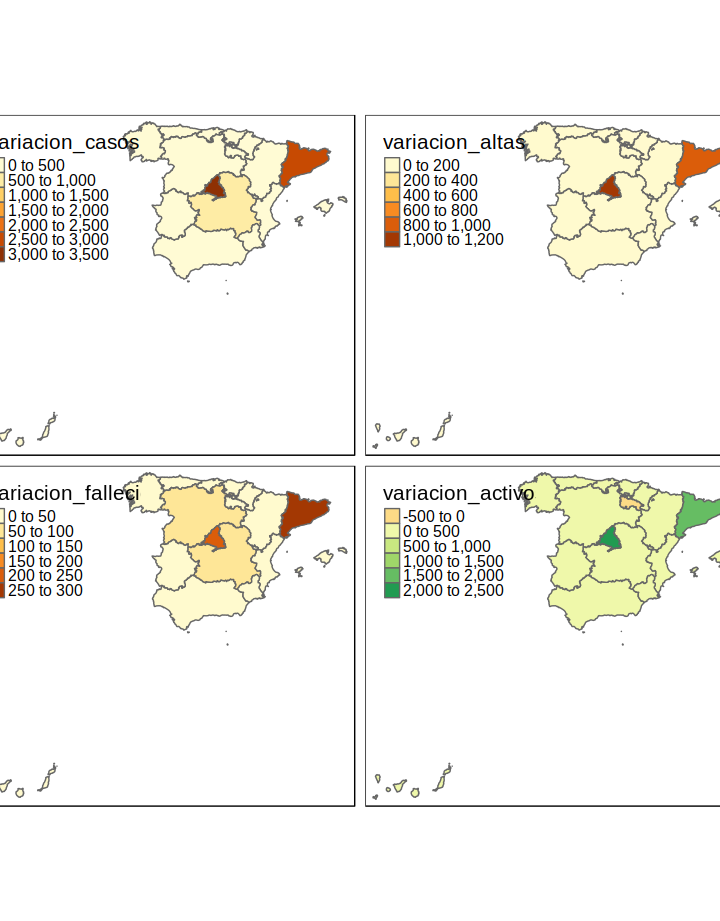 ariacion_casos
0 to 500
500 to 1,000
1,000 to 1,500
1,500 to 2,000
2,000 to 2,500
2,500 to 3,000
3,000 to 3,500
variacion_altas
0 to 200
200 to 400
400 to 600
600 to 800
800 to 1,000
1,000 to 1,200
ariacion_falleci
0 to 50
50 to 100
100 to 150
150 to 200
200 to 250
250 to 300
variacion_activo
-500 to 0
0 to 500
500 to 1,000
1,000 to 1,500
1,500 to 2,000
2,000 to 2,500